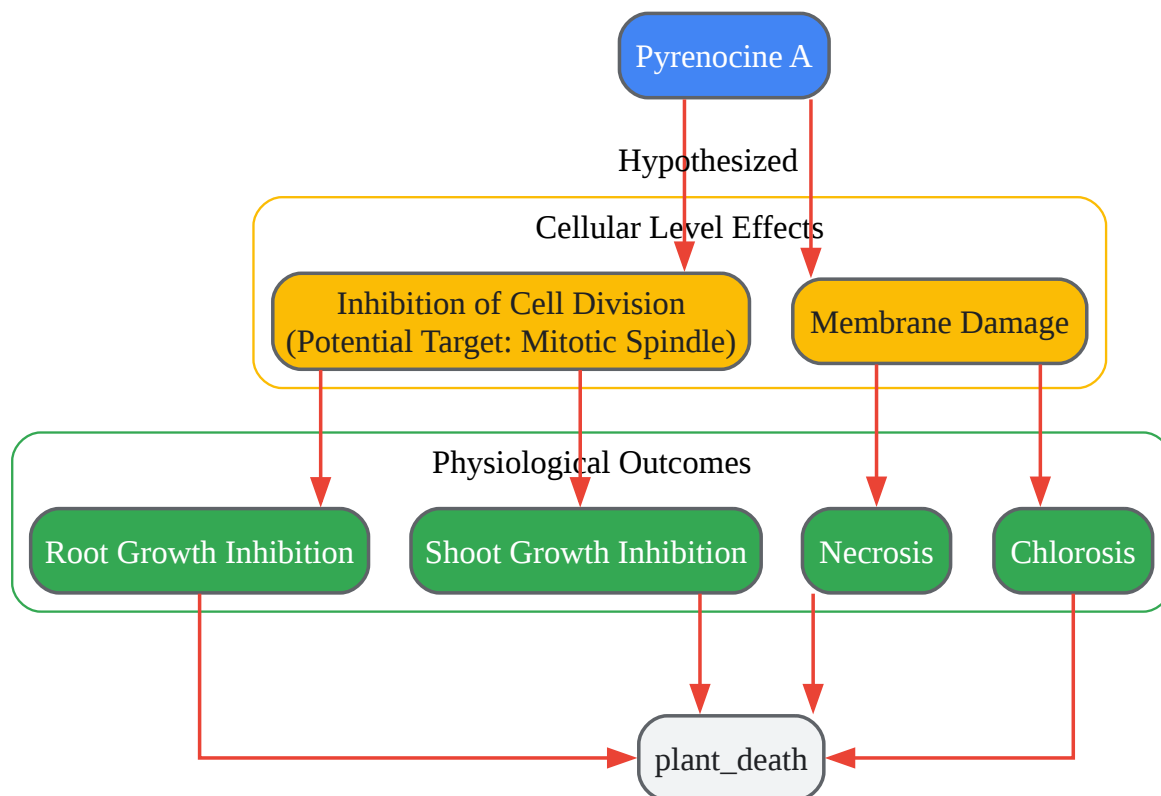 Pyrenocine A
Hypothesized
Cellular Level Effects
Inhibition of Cell Division
(Potential Target: Mitotic Spindle)
Membrane Damage
Physiological Outcomes
Root Growth Inhibition
Shoot Growth Inhibition
Necrosis
Chlorosis
plant_death